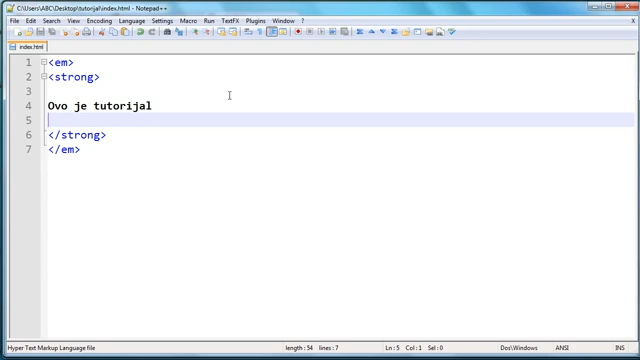 C:\Users\ABC\Desktop\tutorijal\index.html - Notepad++
File Edit Search View Encoding Language Settings Macro Run TextFX Plugins Window ?
index.html
1 <em>
2 <strong>
3
4 Ovo je tutorijal
5
6 </strong>
7 </em>
Hyper Text Markup Language file length : 54 lines : 7 Ln : 5 Col : 1 Sel : 0 Dos\Windows ANSI INS